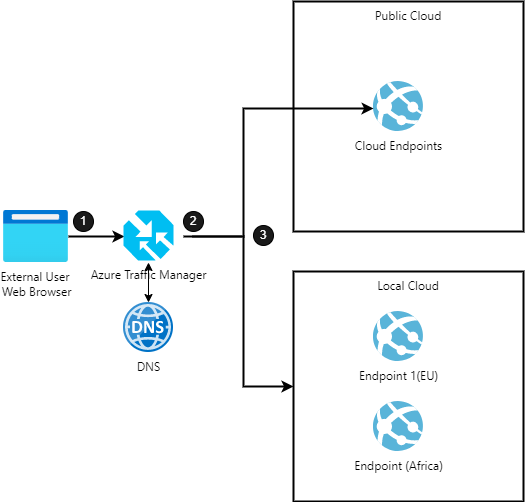 Public Cloud
Cloud Endpoints
1
2
3
External User
Web Browser
Azure Traffic Manager
DNS
DNS
Local Cloud
Endpoint 1(EU)
Endpoint (Africa)